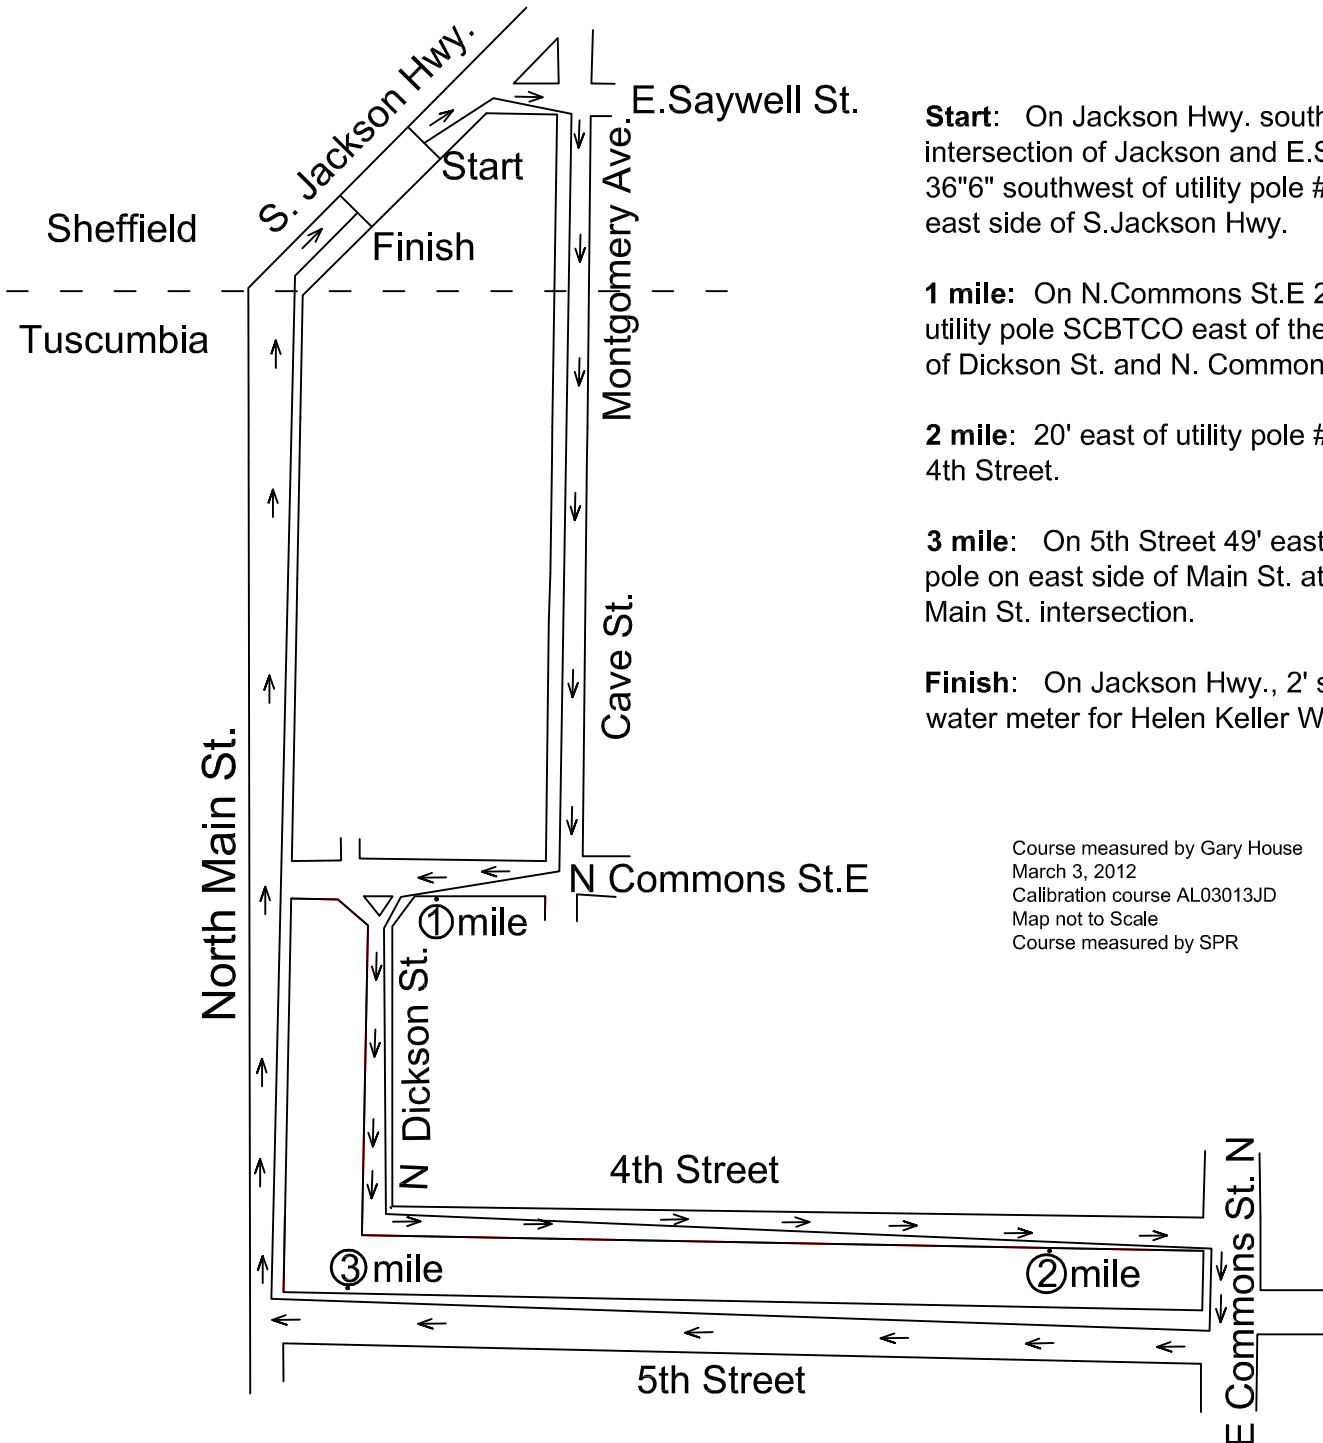 S. Jackson Hwy.
E.Saywell St.
Start
Finish
Montgomery Ave.
Sheffield
Tuscumbia
Cave St.
North Main St.
N Commons St.E
1 mile
N Dickson St.
4th Street
3 mile
2 mile
5th Street
E Commons St. N
Start: On Jackson Hwy. south
intersection of Jackson and E.S
36"6" southwest of utility pole #
east side of S.Jackson Hwy.
1 mile: On N.Commons St.E 2
utility pole SCBTCO east of the
of Dickson St. and N. Common
2 mile: 20' east of utility pole #
4th Street.
3 mile: On 5th Street 49' east
pole on east side of Main St. at
Main St. intersection.
Finish: On Jackson Hwy., 2' s
water meter for Helen Keller W
Course measured by Gary House
March 3, 2012
Calibration course AL03013JD
Map not to Scale
Course measured by SPR